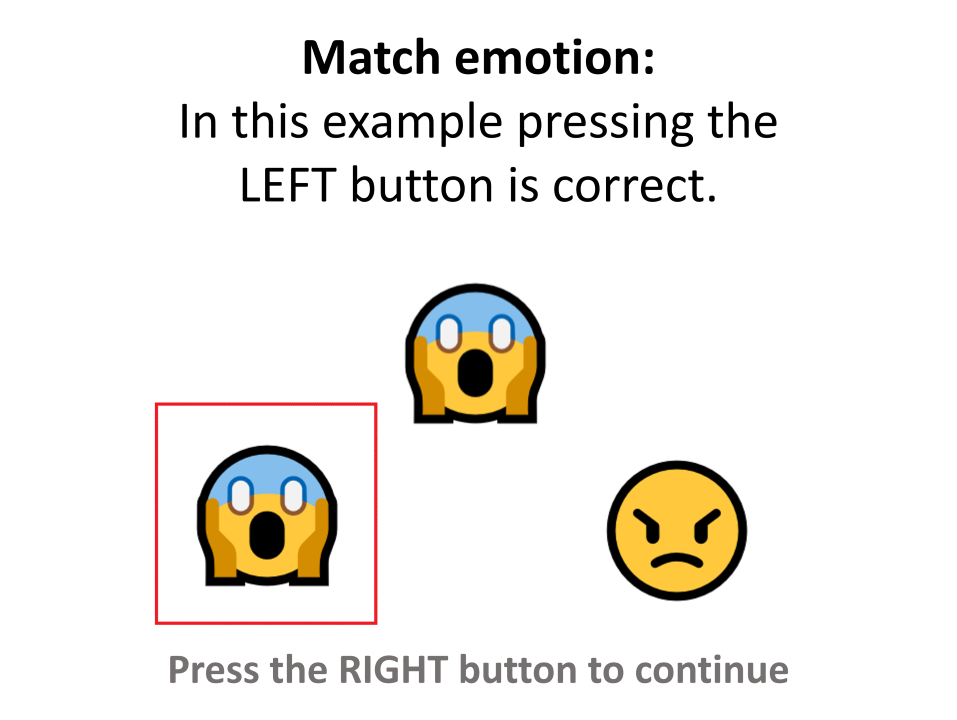 Match emotion:
In this example pressing the
LEFT button is correct.
Press the RIGHT button to continue